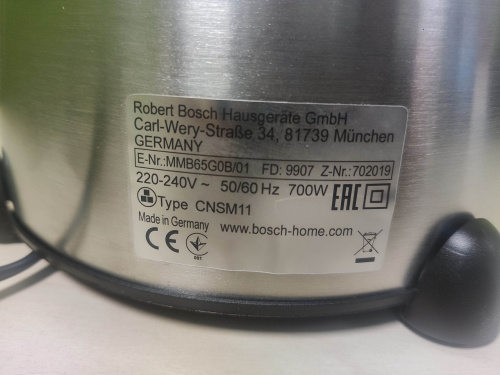 Robert Bosch Hausgeräte GmbH
Carl-Wery-Straße 34, 81739 München
GERMANY
E-Nr.:MMB65G0B/01 FD: 9907 Z-Nr.:702019
220-240V ~ 50/60 Hz 700W EAC
Type CNSM11
Made in Germany
CE www.bosch-home.com